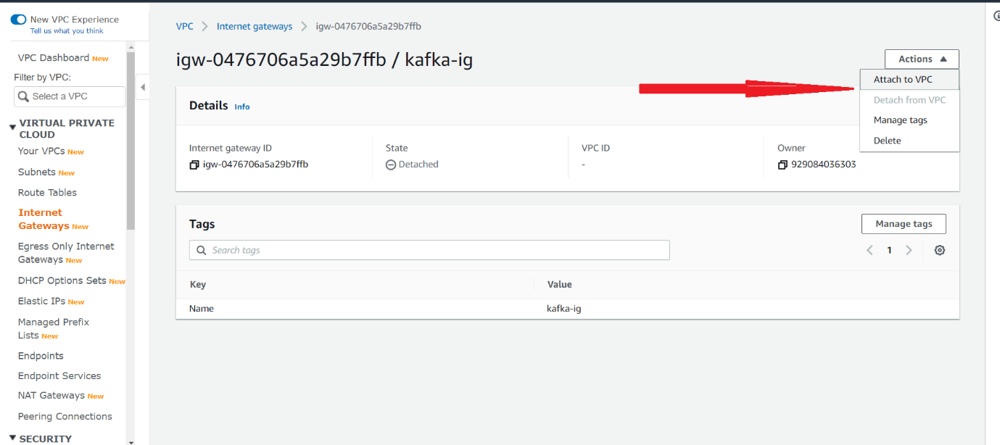 New VPC Experience
Tell us what you think
VPC Dashboard New
Filter by VPC:
Select a VPC
VIRTUAL PRIVATE
CLOUD
Your VPCs New
Subnets New
Route Tables
Internet
Gateways New
Egress Only Internet
Gateways New
DHCP Options Sets New
Elastic IPs New
Managed Prefix
Lists New
Endpoints
Endpoint Services
NAT Gateways New
Peering Connections
SECURITY
VPC > Internet gateways > igw-0476706a5a29b7ffb
igw-0476706a5a29b7ffb / kafka-ig
Actions
Attach to VPC
Detach from VPC
Manage tags
Delete
Details Info
Internet gateway ID
igw-0476706a5a29b7ffb
State
Detached
VPC ID
-
Owner
929084036303
Tags
Manage tags
Search tags
1
Key Value
Name kafka-ig